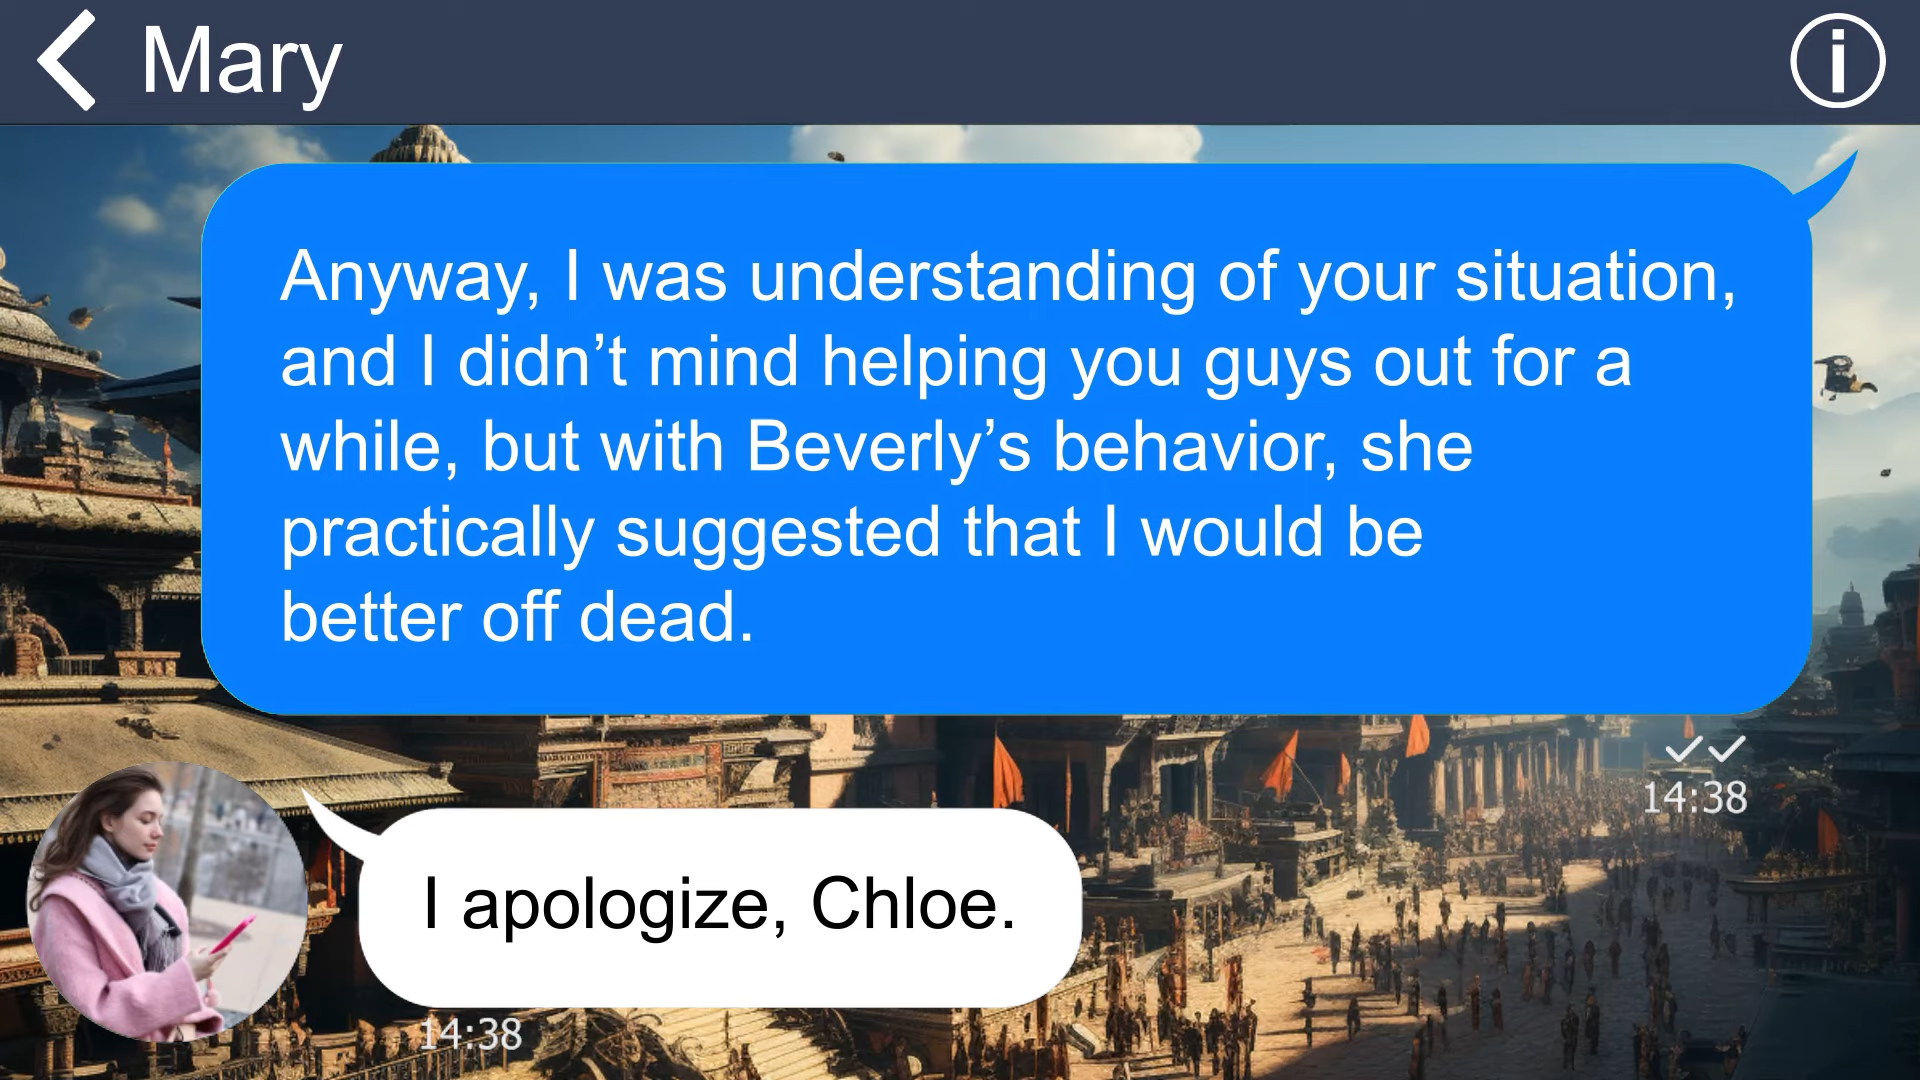 Mary
Anyway, I was understanding of your situation,
and I didn’t mind helping you guys out for a
while, but with Beverly’s behavior, she
practically suggested that I would be
better off dead.
14:38
I apologize, Chloe.
14:38